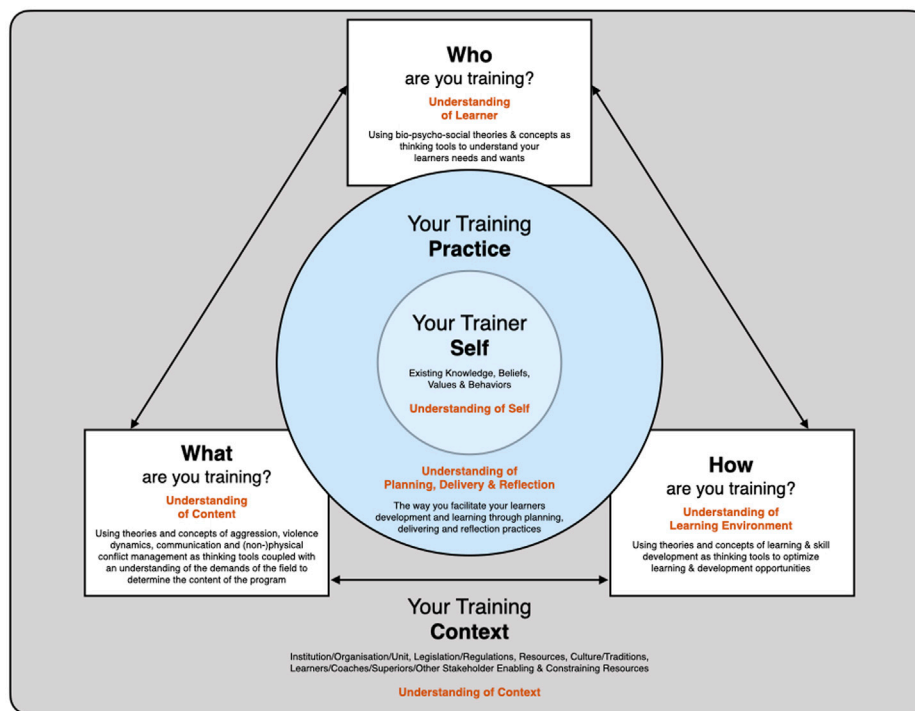 Who
are you training?
Understanding
of Learner
Using bio-psycho-social theories & concepts as
thinking tools to understand your
learners needs and wants
Your Training
Practice
Your Trainer
Self
Existing Knowledge, Beliefs,
Values & Behaviors
Understanding of Self
Understanding of
Planning, Delivery & Reflection
The way you facilitate your learners
development and learning through planning,
delivering and reflection practices
What
are you training?
Understanding
of Content
Using theories and concepts of aggression, violence
dynamics, communication and (non-)physical
conflict management as thinking tools coupled with
an understanding of the demands of the field to
determine the content of the program
How
are you training?
Understanding of
Learning Environment
Using theories and concepts of learning & skill
development as thinking tools to optimize
learning & development opportunities
Your Training
Context
Institution/Organisation/Unit, Legislation/Regulations, Resources, Culture/Traditions,
Learners/Coaches/Superiors/Other Stakeholder Enabling & Constraining Resources
Understanding of Context